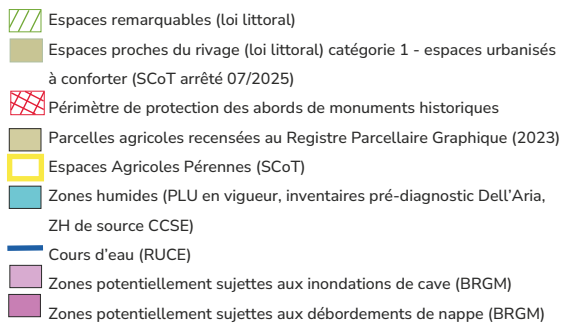 Espaces remarquables (loi littoral)
Espaces proches du rivage (loi littoral) catégorie 1 - espaces urbanisés
à conforter (SCoT arrêté 07/2025)
Périmètre de protection des abords de monuments historiques
Parcelles agricoles recensées au Registre Parcellaire Graphique (2023)
Espaces Agricoles Pérennes (SCoT)
Zones humides (PLU en vigueur, inventaires pré-diagnostic Dell’Aria,
ZH de source CCSE)
Cours d’eau (RUCE)
Zones potentiellement sujettes aux inondations de cave (BRGM)
Zones potentiellement sujettes aux débordements de nappe (BRGM)